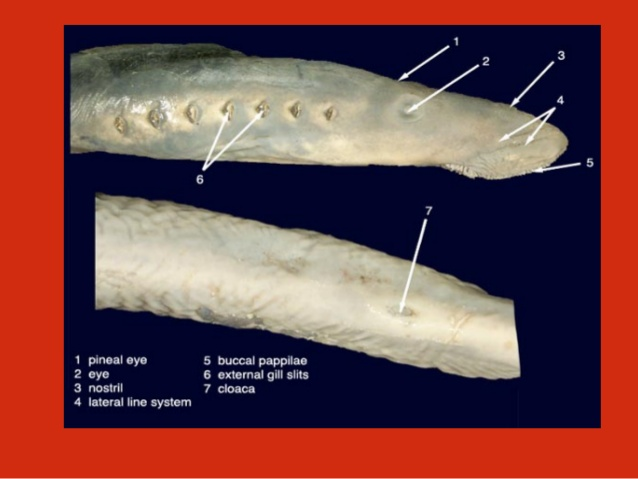 1
2
3
4
5
6
7
1 pineal eye
2 eye
3 nostril
4 lateral line system
5 buccal pappilae
6 external gill slits
7 cloaca